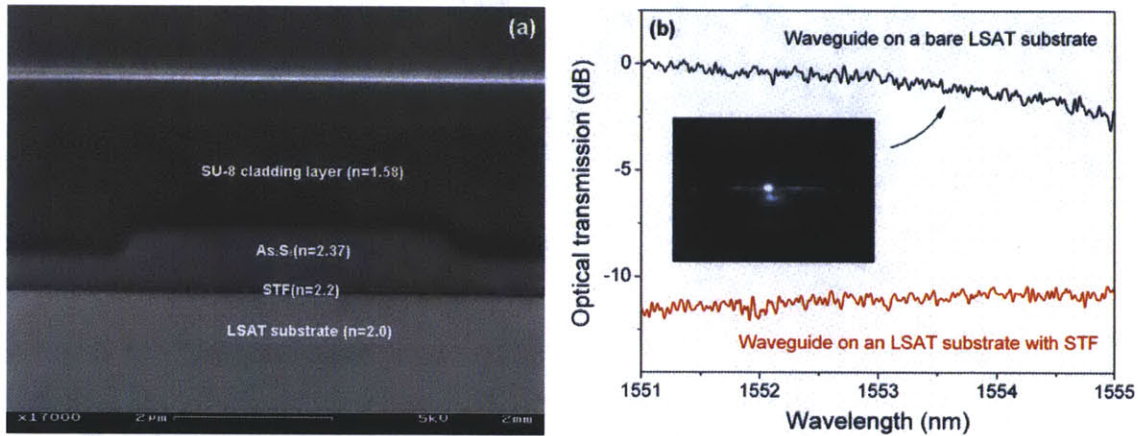 (a)
SU-8 cladding layer (n=1.58)
As₂S₃(n=2.37)
STF(n=2.2)
LSAT substrate (n=2.0)
x17000 2µm 5kV 2mm
(b)
Waveguide on a bare LSAT substrate
Optical transmission (dB)
0
-5
-10
Waveguide on an LSAT substrate with STF
1551 1552 1553 1554 1555
Wavelength (nm)